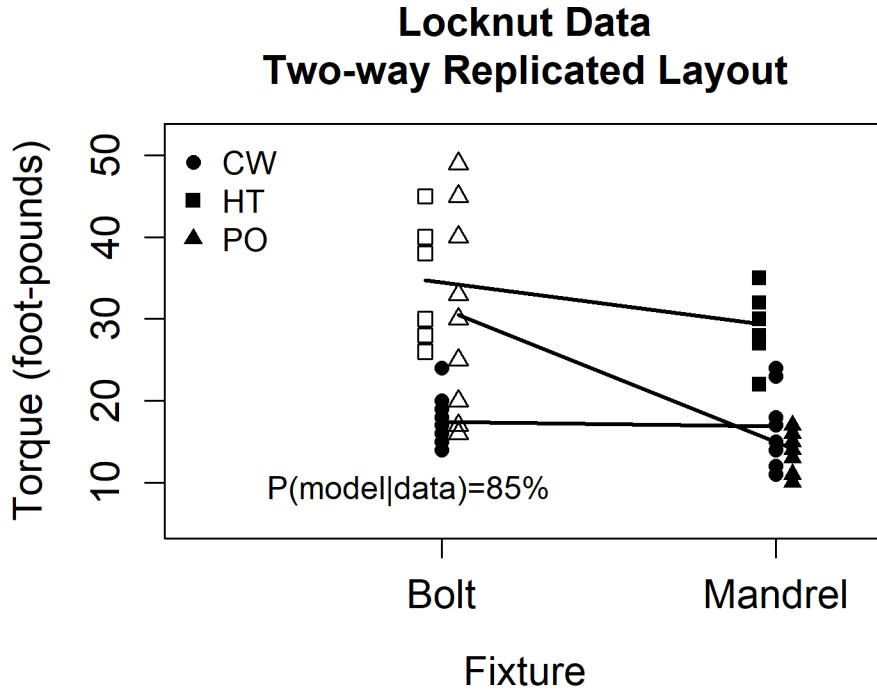 Locknut Data
Two-way Replicated Layout
Torque (foot-pounds)
50
40
30
20
10
CW
HT
PO
P(model|data)=85%
Bolt
Mandrel
Fixture